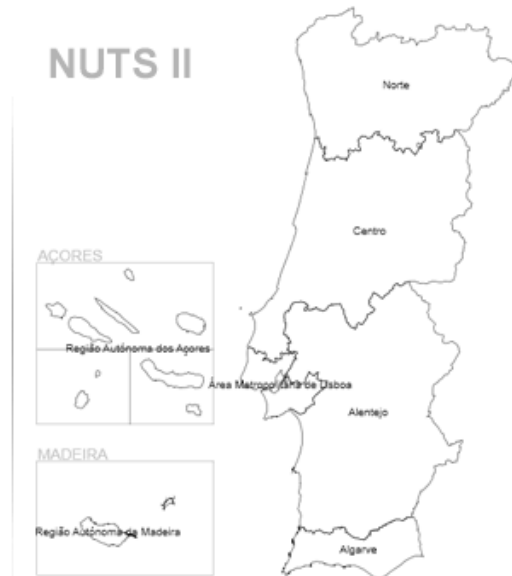 NUTS II
Norte
Centro
AÇORES
Região Autónoma dos Açores
Área Metropolitana de Lisboa
Alentejo
MADEIRA
Região Autónoma da Madeira
Algarve